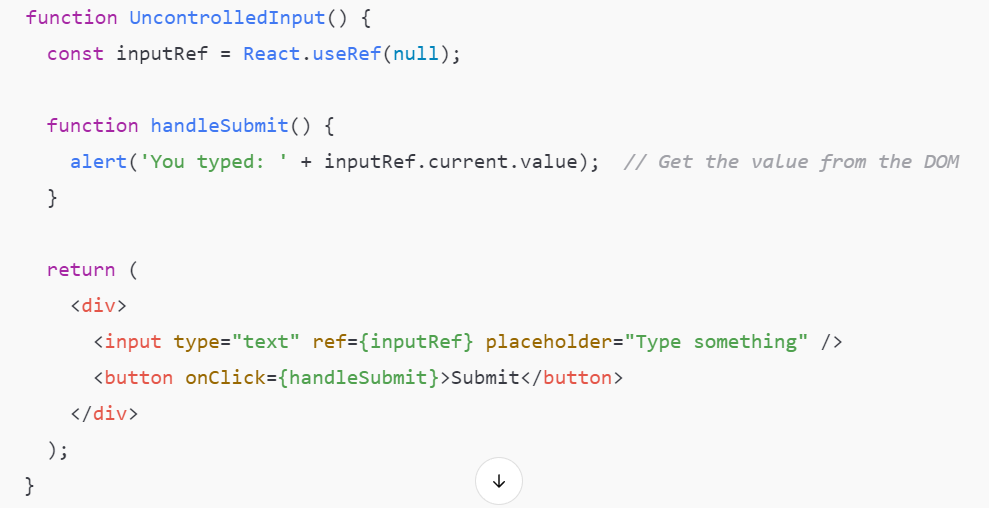 function UncontrolledInput() {
  const inputRef = React.useRef(null);

  function handleSubmit() {
    alert('You typed: ' + inputRef.current.value);  // Get the value from the DOM
  }

  return (
    <div>
      <input type="text" ref={inputRef} placeholder="Type something" />
      <button onClick={handleSubmit}>Submit</button>
    </div>
  );
}